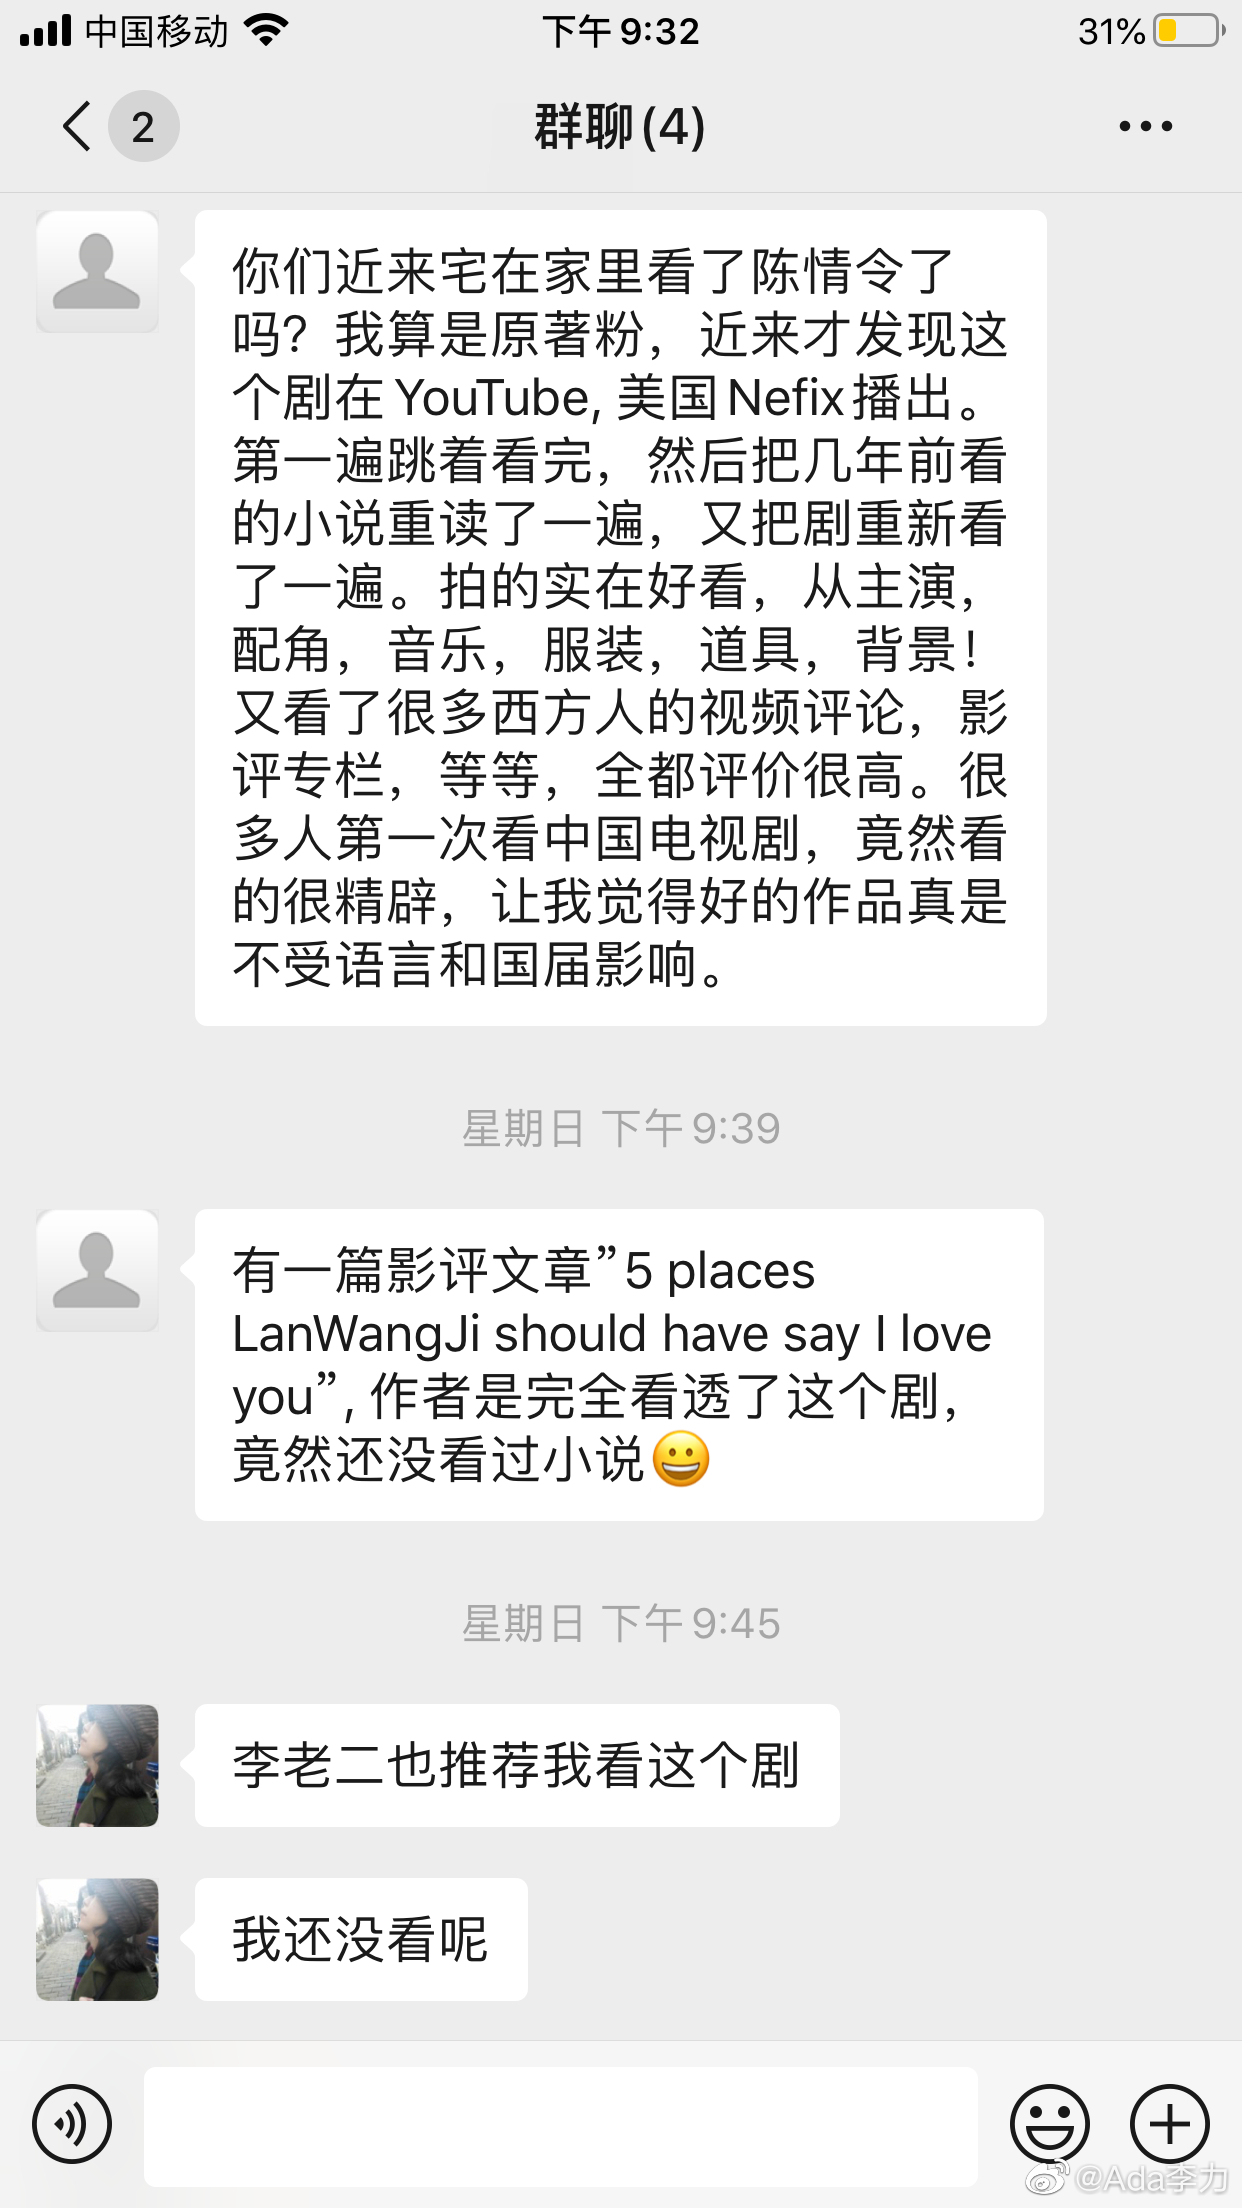 中国移动
下午 9:32
31%
2
群聊(4)
你们近来宅在家里看了陈情令了
吗？我算是原著粉，近来才发现这
个剧在YouTube, 美国Nefix播出。
第一遍跳着看完，然后把几年前看
的小说重读了一遍，又把剧重新看
了一遍。拍的实在好看，从主演，
配角，音乐，服装，道具，背景！
又看了很多西方人的视频评论，影
评专栏，等等，全都评价很高。很
多人第一次看中国电视剧，竟然看
的很精辟，让我觉得好的作品真是
不受语言和国届影响。
星期日 下午 9:39
有一篇影评文章”5 places
LanWangJi should have say I love
you”, 作者是完全看透了这个剧，
竟然还没看过小说😀
星期日 下午 9:45
李老二也推荐我看这个剧
我还没看呢
@Ada李力